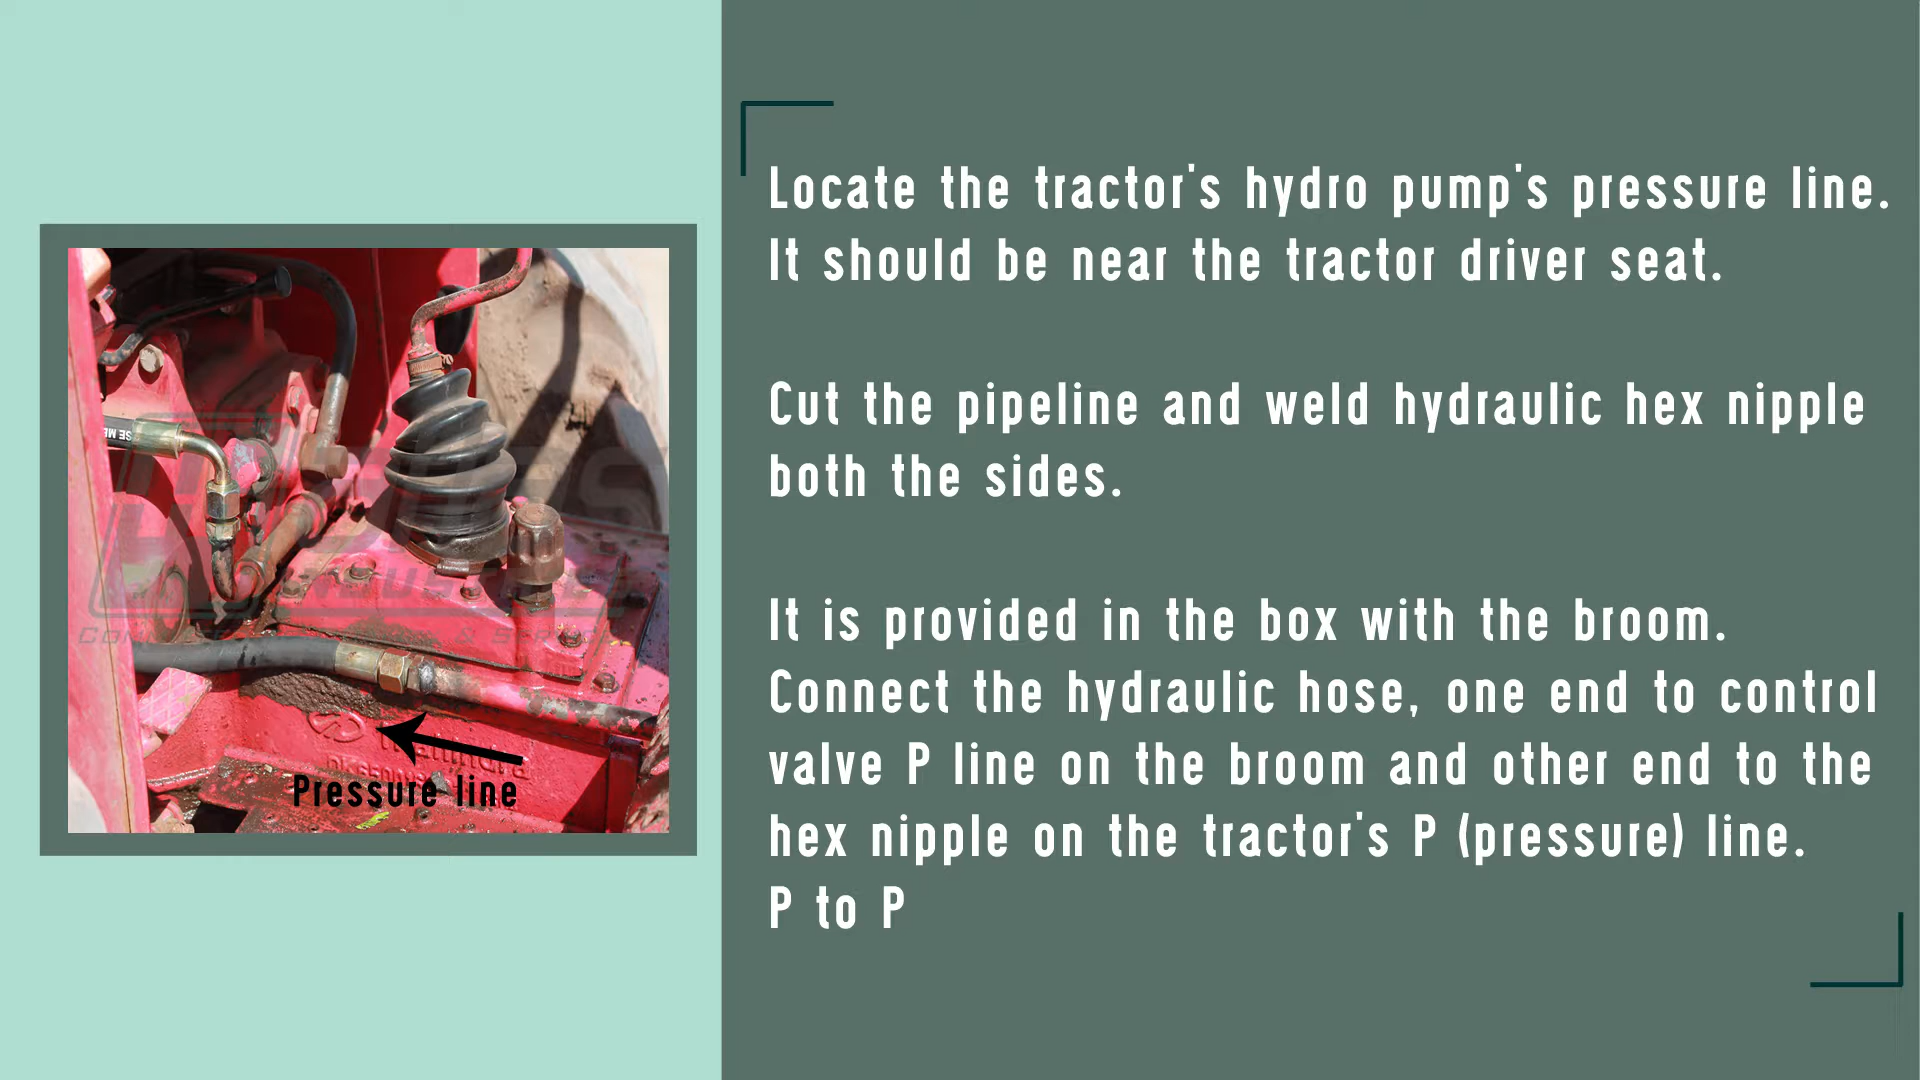 Locate the tractor's hydro pump's pressure line.
It should be near the tractor driver seat.
Cut the pipeline and weld hydraulic hex nipple
both the sides.
It is provided in the box with the broom.
Connect the hydraulic hose, one end to control
valve P line on the broom and other end to the
hex nipple on the tractor's P (pressure) line.
P to P
SE ME
mahindra
Pressure line